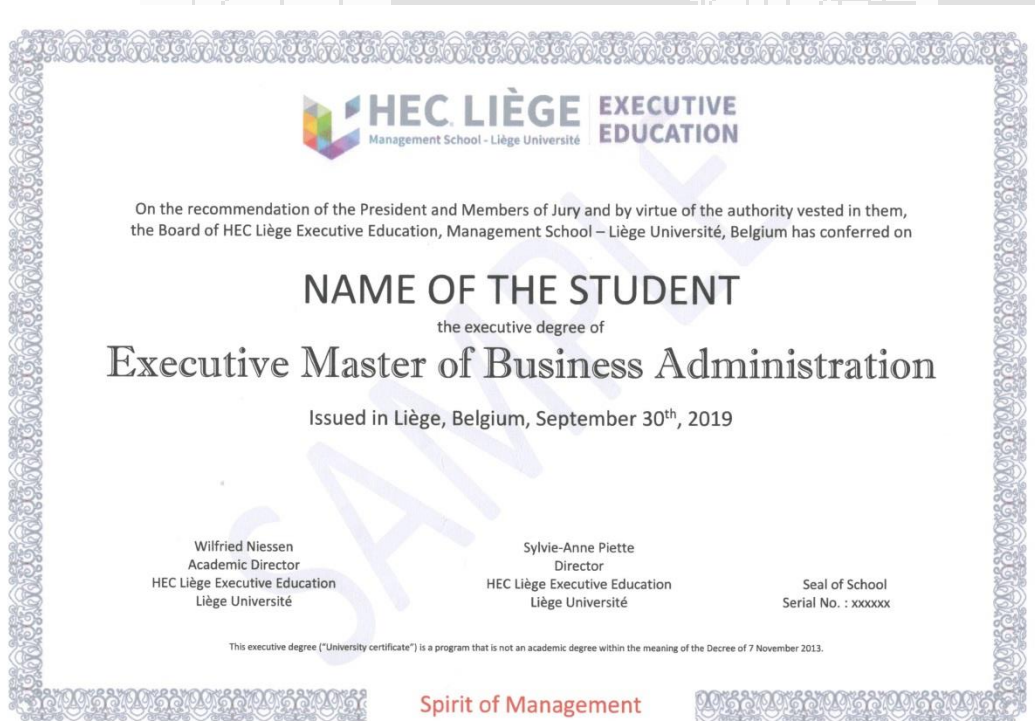 HEC LIÈGE
Management School - Liège Université
EXECUTIVE
EDUCATION
On the recommendation of the President and Members of Jury and by virtue of the authority vested in them,
the Board of HEC Liège Executive Education, Management School – Liège Université, Belgium has conferred on
NAME OF THE STUDENT
the executive degree of
Executive Master of Business Administration
Issued in Liège, Belgium, September 30th, 2019
SAMPLE
Wilfried Niessen
Academic Director
HEC Liège Executive Education
Liège Université
Sylvie-Anne Piette
Director
HEC Liège Executive Education
Liège Université
Seal of School
Serial No. : xxxxxx
This executive degree ("University certificate") is a program that is not an academic degree within the meaning of the Decree of 7 November 2013.
Spirit of Management